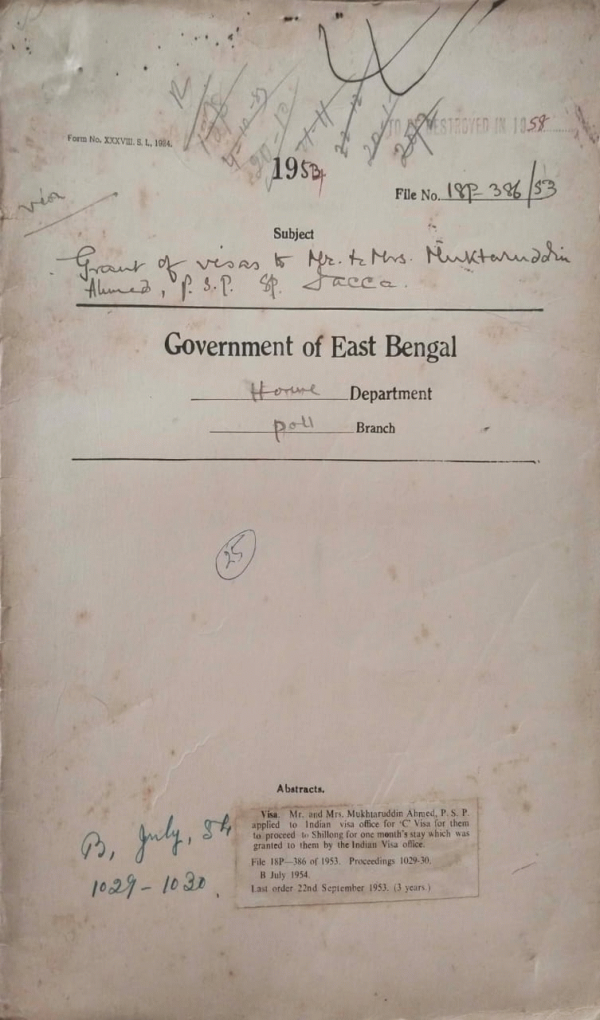 TO BE DESTROYED IN 1958
Form No. XXXVIII. S. I., 1934.
1953
File No. 18P-386/53
via
Subject
Grant of visas to Mr. & Mrs. Mukhtaruddin
Ahmed, P.S.P. SP. Dacca.
Government of East Bengal
Home Department
Poll Branch
25
Abstracts.
Visa. Mr. and Mrs. Mukhtaruddin Ahmed, P. S. P.
applied to Indian visa office for 'C' Visa for them
to proceed to Shillong for one month's stay which was
granted to them by the Indian Visa office.
File 18P—386 of 1953. Proceedings 1029-30.
B July 1954.
Last order 22nd September 1953. (3 years)
B, July, 54
1029-1030.